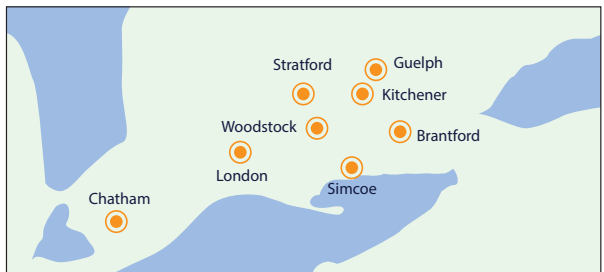 Stratford
Guelph
Kitchener
Woodstock
Brantford
London
Simcoe
Chatham